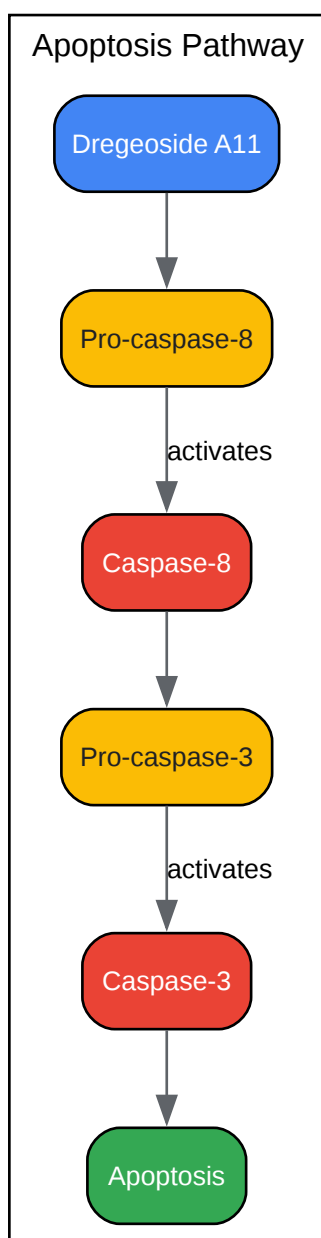 Apoptosis Pathway
Dregeoside A11
Pro-caspase-8
activates
Caspase-8
Pro-caspase-3
activates
Caspase-3
Apoptosis